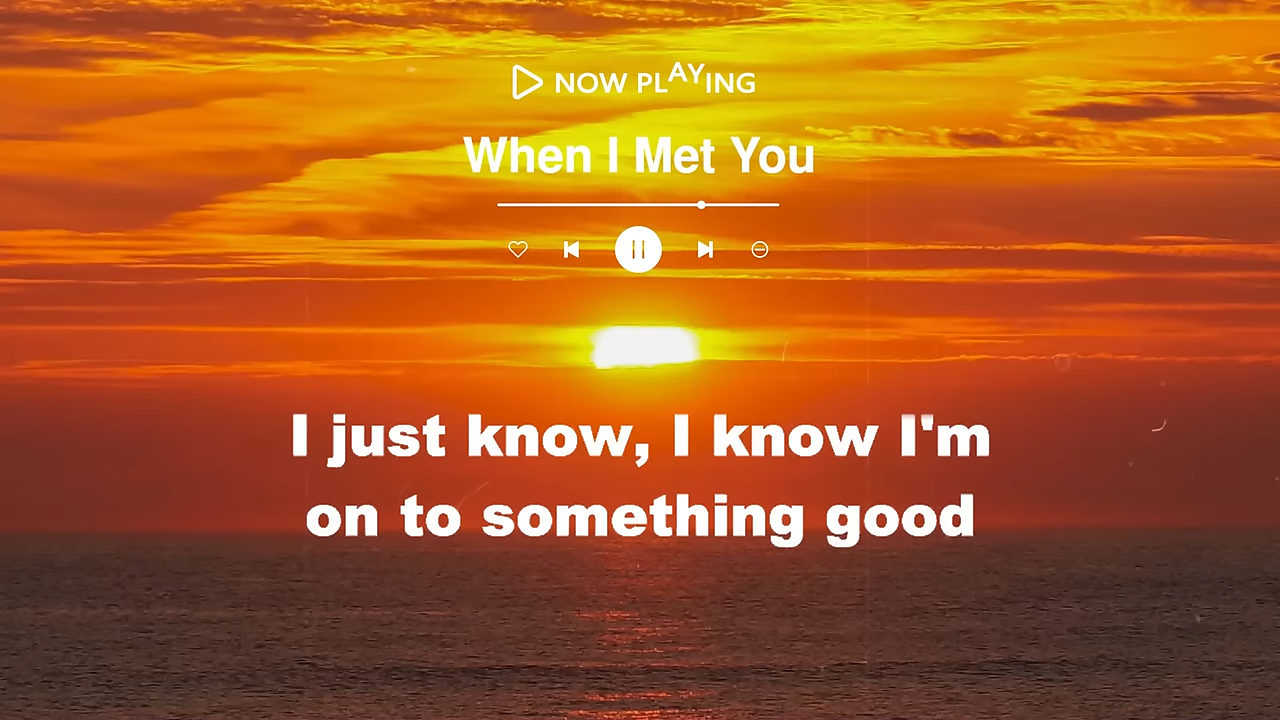 NOW PLAYING
When I Met You
I just know, I know I'm
on to something good